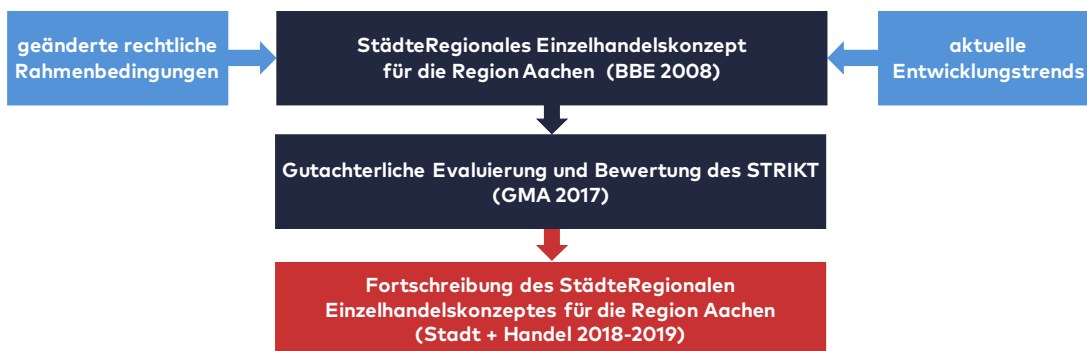 geänderte rechtliche
Rahmenbedingungen
StädteRegionales Einzelhandelskonzept
für die Region Aachen (BBE 2008)
aktuelle
Entwicklungstrends
Gutachterliche Evaluierung und Bewertung des STRIKT
(GMA 2017)
Fortschreibung des StädteRegionalen
Einzelhandelskonzeptes für die Region Aachen
(Stadt + Handel 2018-2019)